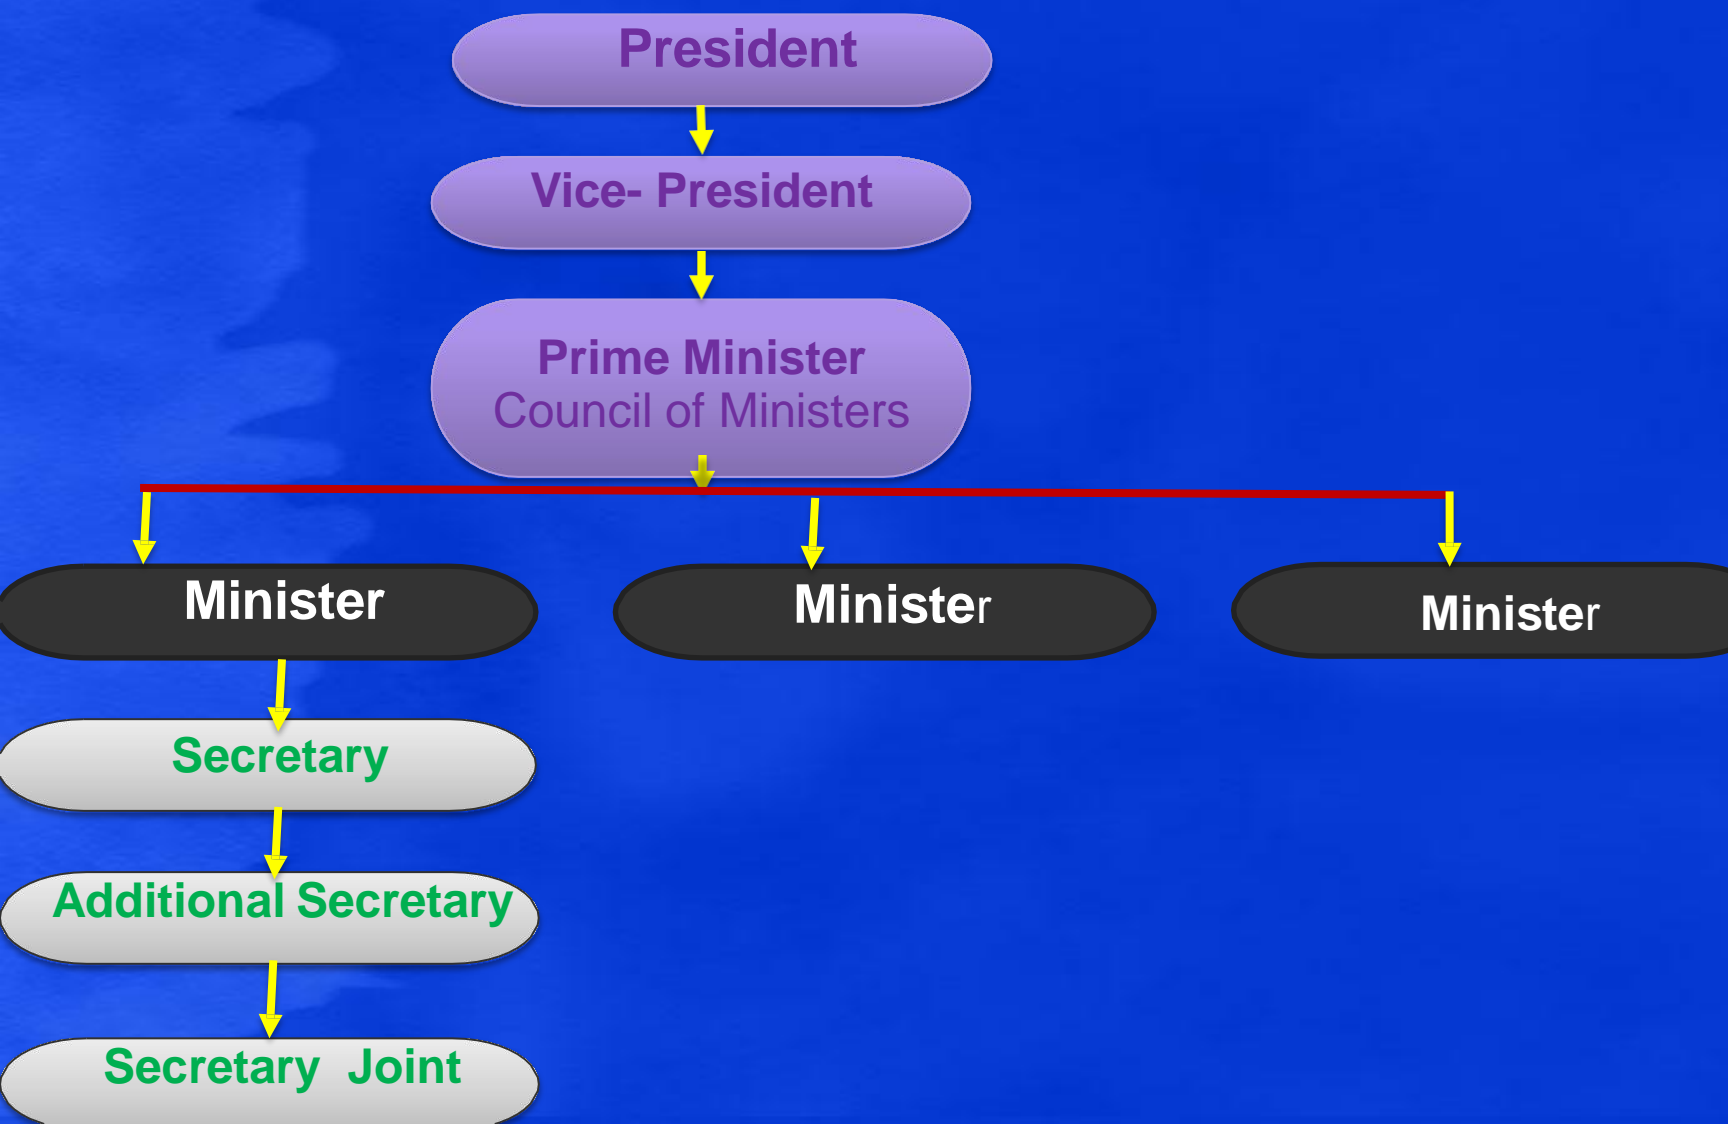 President
Vice- President
Prime Minister
Council of Ministers
Minister
Minister
Minister
Secretary
Additional Secretary
Secretary  Joint